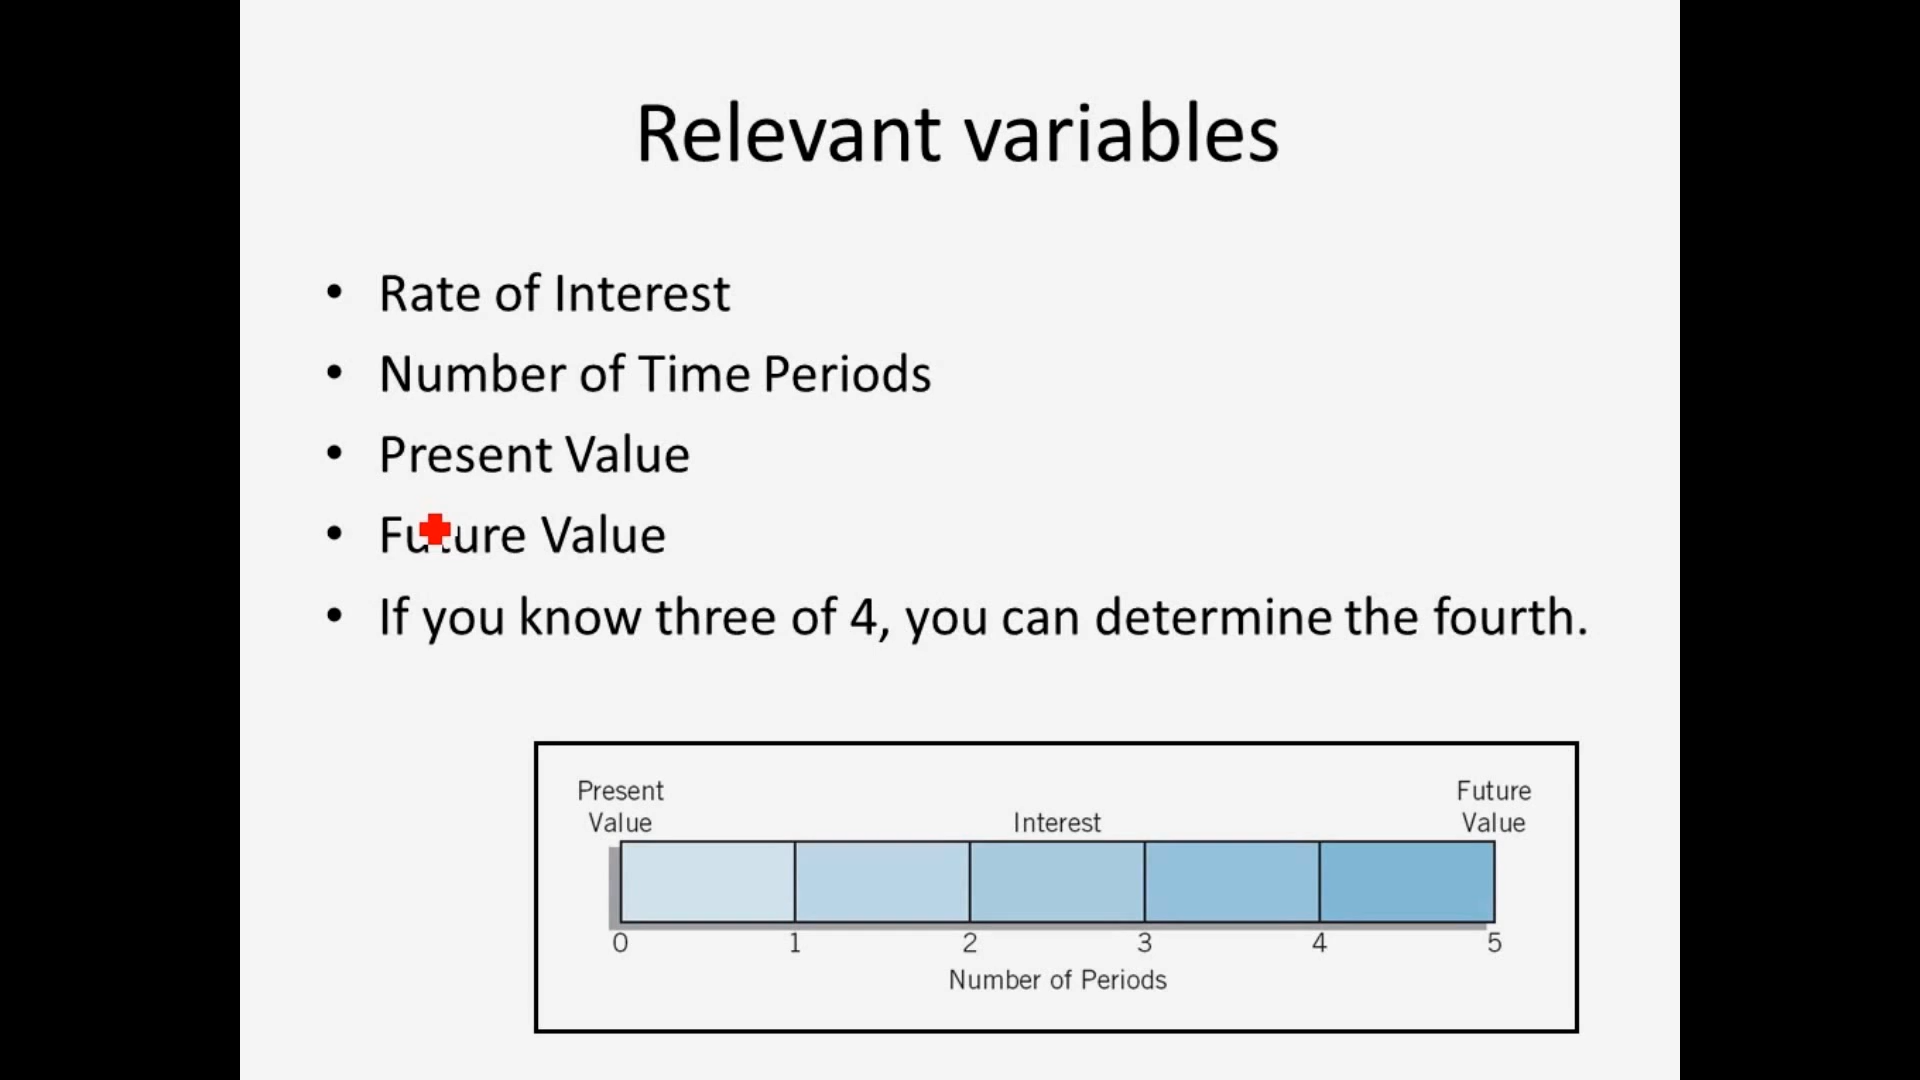 Relevant variables
• Rate of Interest
• Number of Time Periods
• Present Value
• Future Value
• If you know three of 4, you can determine the fourth.
Present Value
Interest
Future Value
0 1 2 3 4 5
Number of Periods